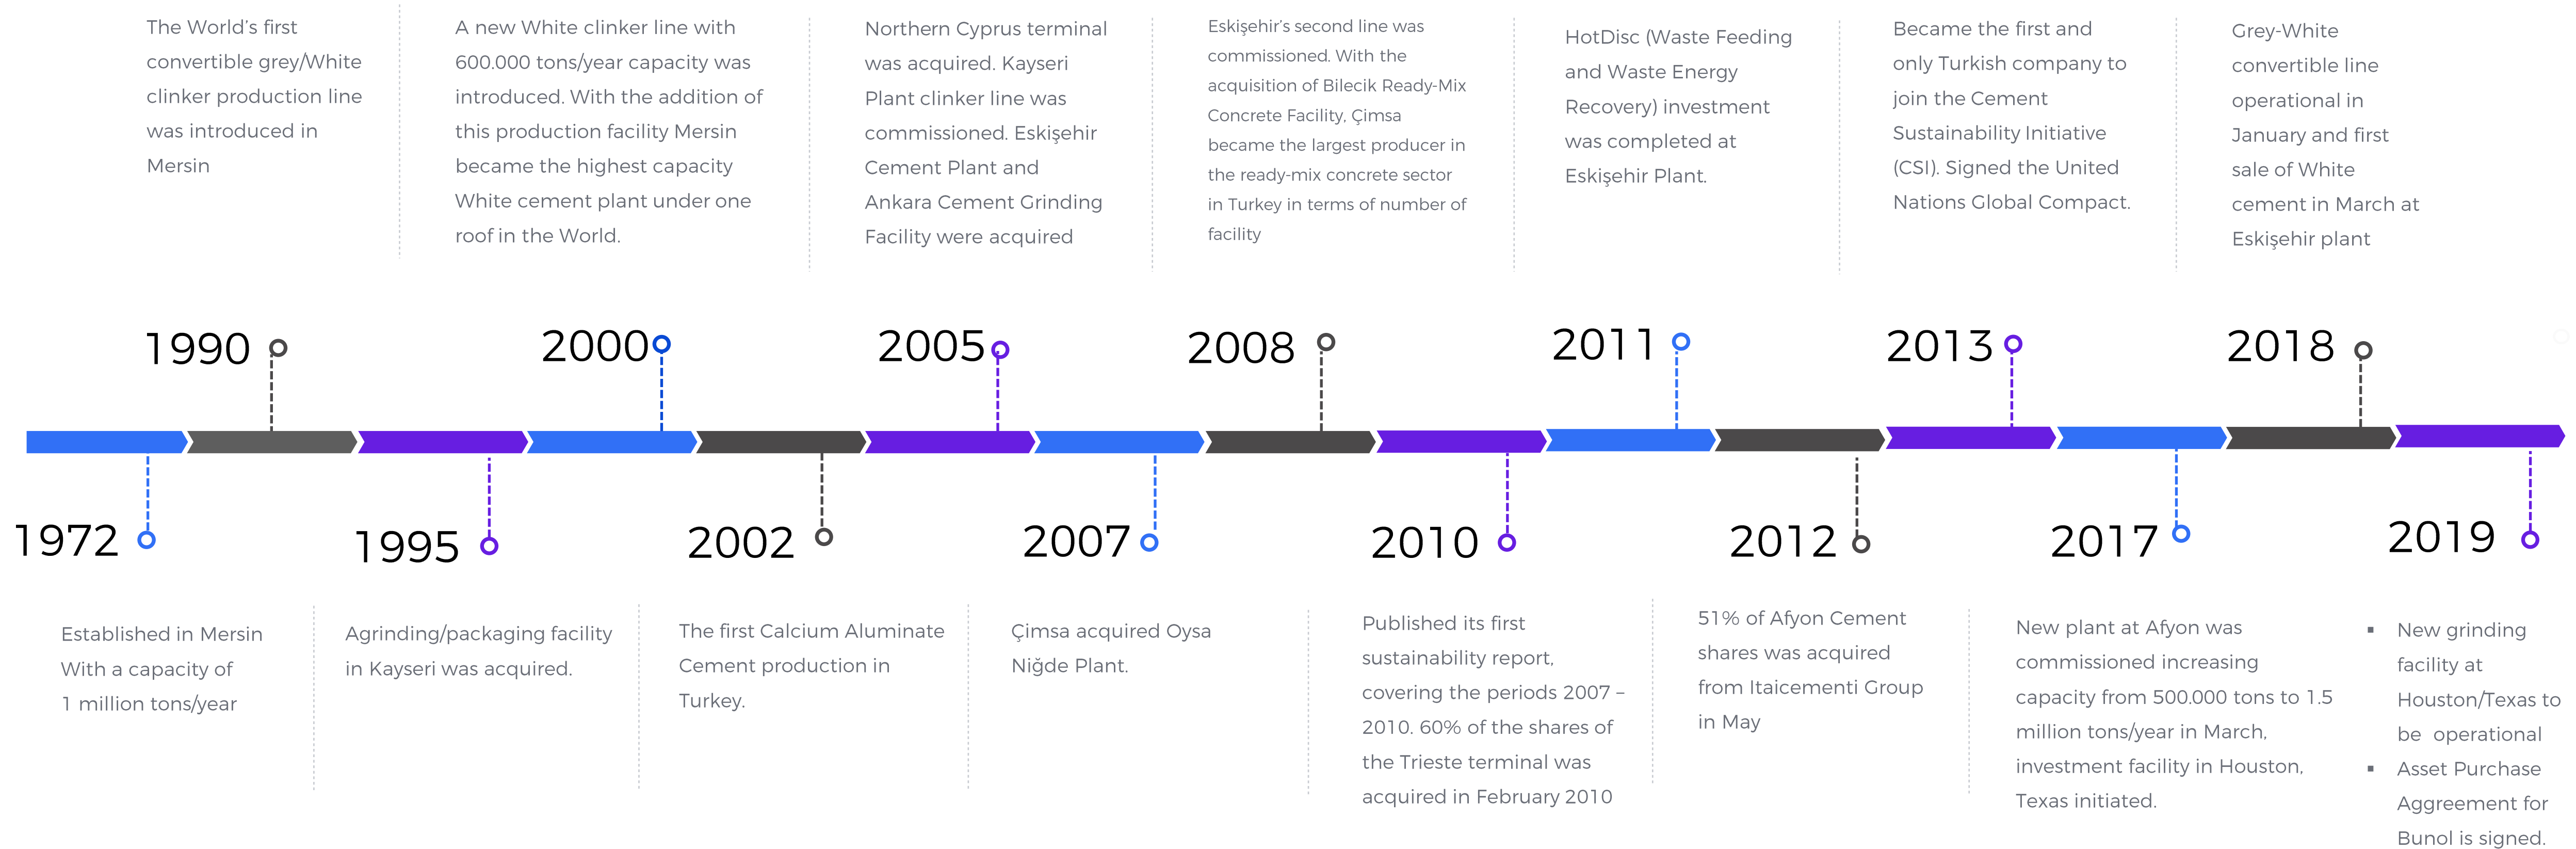 The World's first
convertible grey/White
clinker production line
was introduced in
Mersin
A new White clinker line with
600.000 tons/year capacity was
introduced. With the addition of
this production facility Mersin
became the highest capacity
White cement plant under one
roof in the World.
Northern Cyprus terminal
was acquired. Kayseri
Plant clinker line was
commissioned. Eskişehir
Cement Plant and
Ankara Cement Grinding
Facility were acquired
Eskişehir's second line was
commissioned. With the
acquisition of Bilecik Ready-Mix
Concrete Facility, Çimsa
became the largest producer in
the ready-mix concrete sector
in Turkey in terms of number of
facility
HotDisc (Waste Feeding
and Waste Energy
Recovery) investment
was completed at
Eskişehir Plant.
Became the first and
only Turkish company to
join the Cement
Sustainability Initiative
(CSI). Signed the United
Nations Global Compact.
Grey-White
convertible line
operational in
January and first
sale of White
cement in March at
Eskişehir plant
1990
2000
2005
2008
2011
2013
2018
1972
1995
2002
2007
2010
2012
2017
2019
Established in Mersin
With a capacity of
1 million tons/year
Agrinding/packaging facility
in Kayseri was acquired.
The first Calcium Aluminate
Cement production in
Turkey.
Çimsa acquired Oysa
Niğde Plant.
Published its first
sustainability report,
covering the periods 2007 –
2010. 60% of the shares of
the Trieste terminal was
acquired in February 2010
51% of Afyon Cement
shares was acquired
from Itaicementi Group
in May
New plant at Afyon was
commissioned increasing
capacity from 500.000 tons to 1.5
million tons/year in March,
investment facility in Houston,
Texas initiated.
▪ New grinding
facility at
Houston/Texas to
be operational
▪ Asset Purchase
Aggreement for
Bunol is signed.